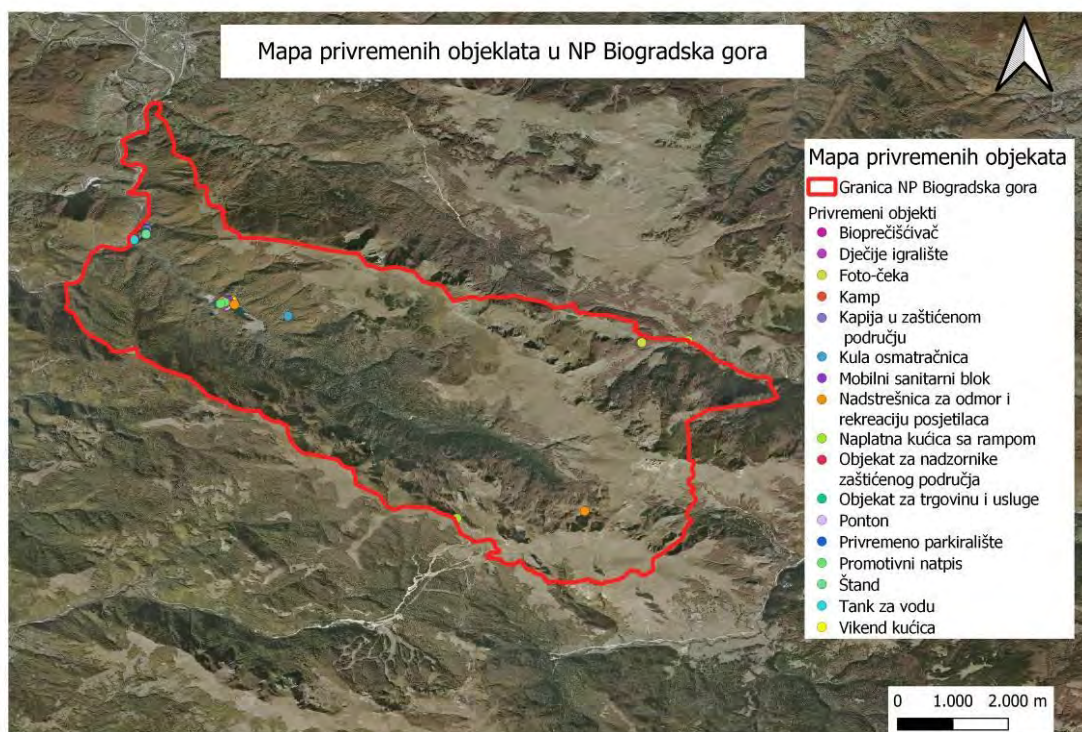 Mapa privremenih objeklata u NP Biogradska gora
Mapa privremenih objekata
Granica NP Biogradska gora
Privremeni objekti
Bioprečišćivač
Dječije igralište
Foto-čeka
Kamp
Kapija u zaštićenom
području
Kula osmatračnica
Mobilni sanitarni blok
Nadstrešnica za odmor i
rekreaciju posjetilaca
Naplatna kućica sa rampom
Objekat za nadzornike
zaštićenog područja
Objekat za trgovinu i usluge
Ponton
Privremeno parkiralište
Promotivni natpis
Štand
Tank za vodu
Vikend kućica
0 1.000 2.000 m